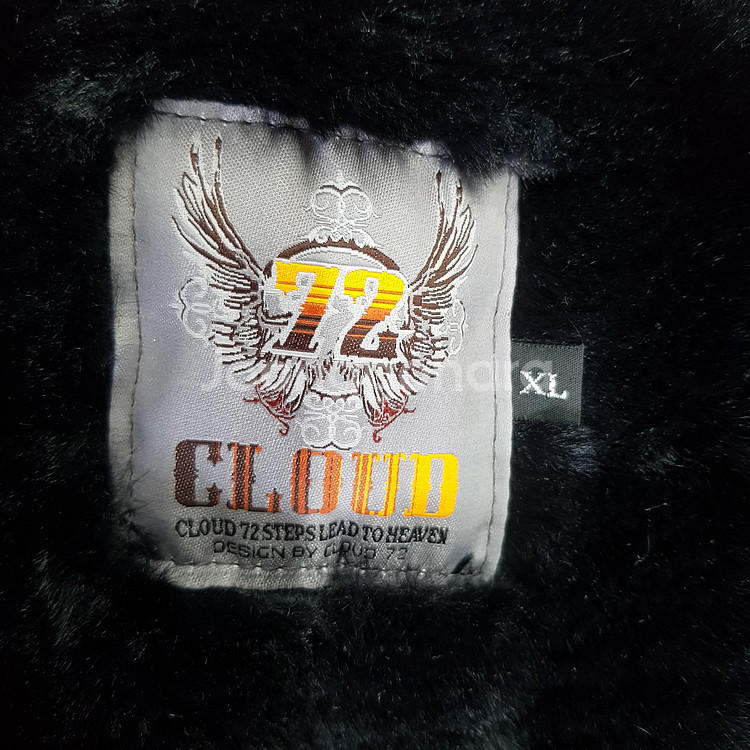 72
XL
CLOUD
CLOUD 72 STEPS LEAD TO HEAVEN
DESIGN BY CLOUD 72